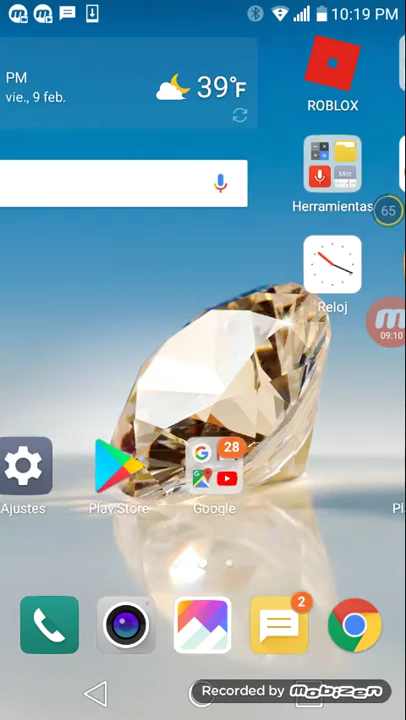 10:19 PM
PM
vie., 9 feb.
39°F
ROBLOX
Herramientas
65
Reloj
09:10
28
Ajustes
Play Store
Google
2
Recorded by mobizen